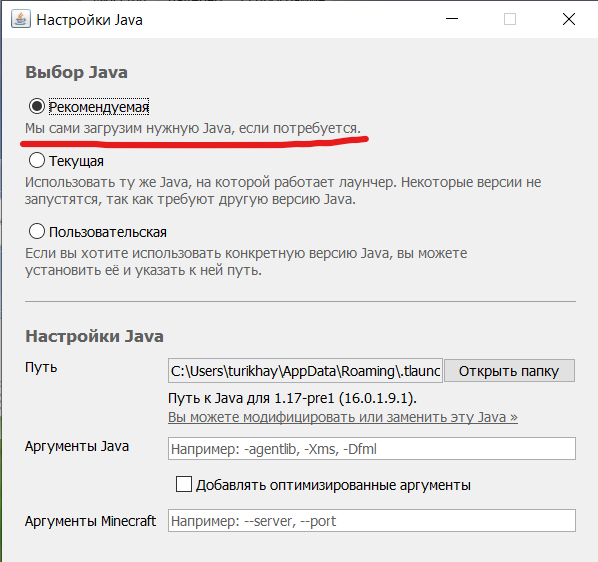 Настройки Java
Выбор Java
Рекомендуемая
Мы сами загрузим нужную Java, если потребуется.
Текущая
Использовать ту же Java, на которой работает лаунчер. Некоторые версии не
запустятся, так как требуют другую версию Java.
Пользовательская
Если вы хотите использовать конкретную версию Java, вы можете
установить её и указать к ней путь.
Настройки Java
Путь
C:\Users\turikhay\AppData\Roaming\.tlaunc
Открыть папку
Путь к Java для 1.17-pre1 (16.0.1.9.1).
Вы можете модифицировать или заменить эту Java »
Аргументы Java
Например: -agentlib, -Xms, -Dfml
Добавлять оптимизированные аргументы
Аргументы Minecraft
Например: --server, --port